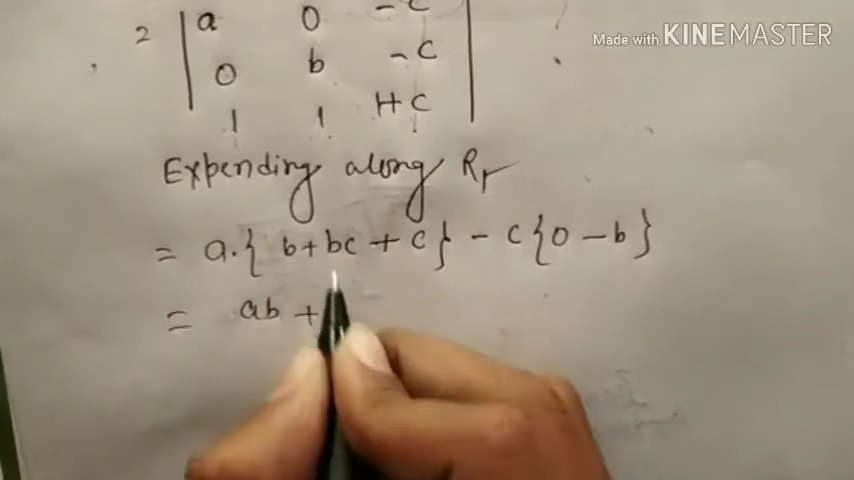 Made with KINEMASTER
2 | a 0 -c |
0 b -c
1 1 1+c
Expending along R₁
= a.{ b+bc + c} - c{0 - b}
= ab +